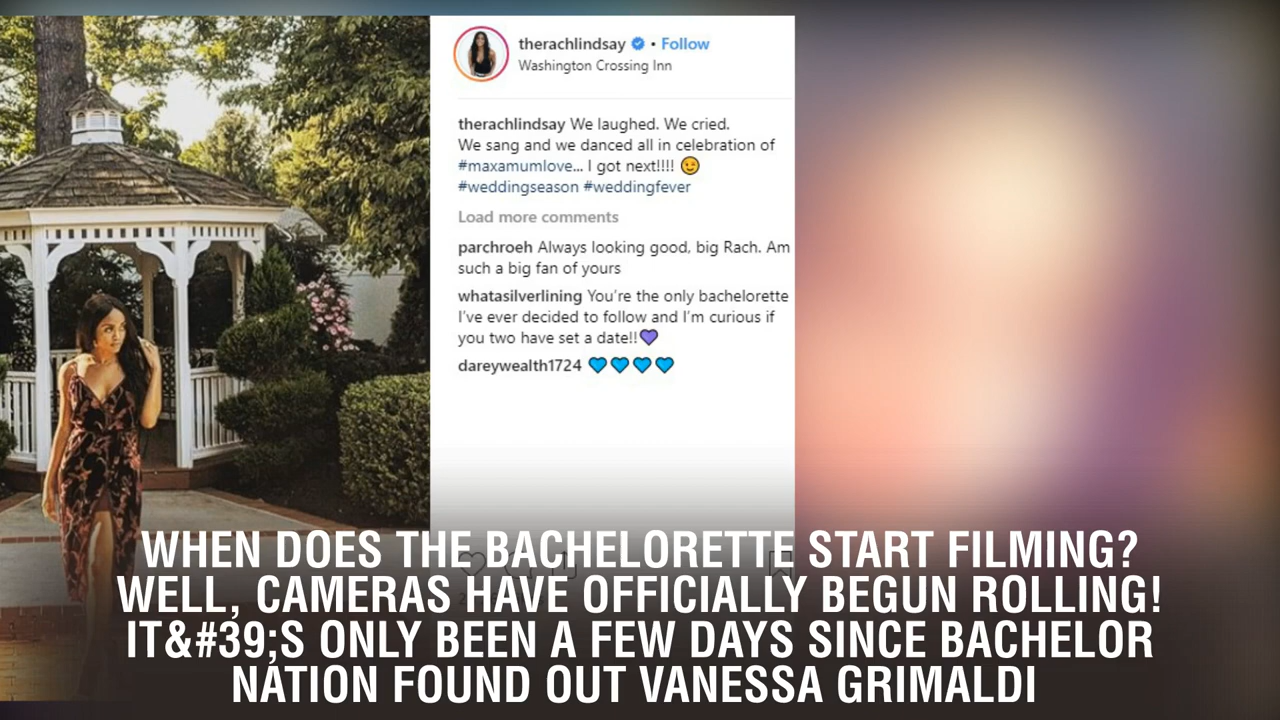 therachlindsay • Follow
Washington Crossing Inn
therachlindsay We laughed. We cried.
We sang and we danced all in celebration of
#maxamumlove... I got next!!!! 😉
#weddingseason #weddingfever
Load more comments
parchroeh Always looking good, big Rach. Am
such a big fan of yours
whatasilverlining You're the only bachelorette
I've ever decided to follow and I'm curious if
you two have set a date!!💜
dareywealth1724 💙💙💙💙
WHEN DOES THE BACHELORETTE START FILMING?
WELL, CAMERAS HAVE OFFICIALLY BEGUN ROLLING!
IT&#39;S ONLY BEEN A FEW DAYS SINCE BACHELOR
NATION FOUND OUT VANESSA GRIMALDI